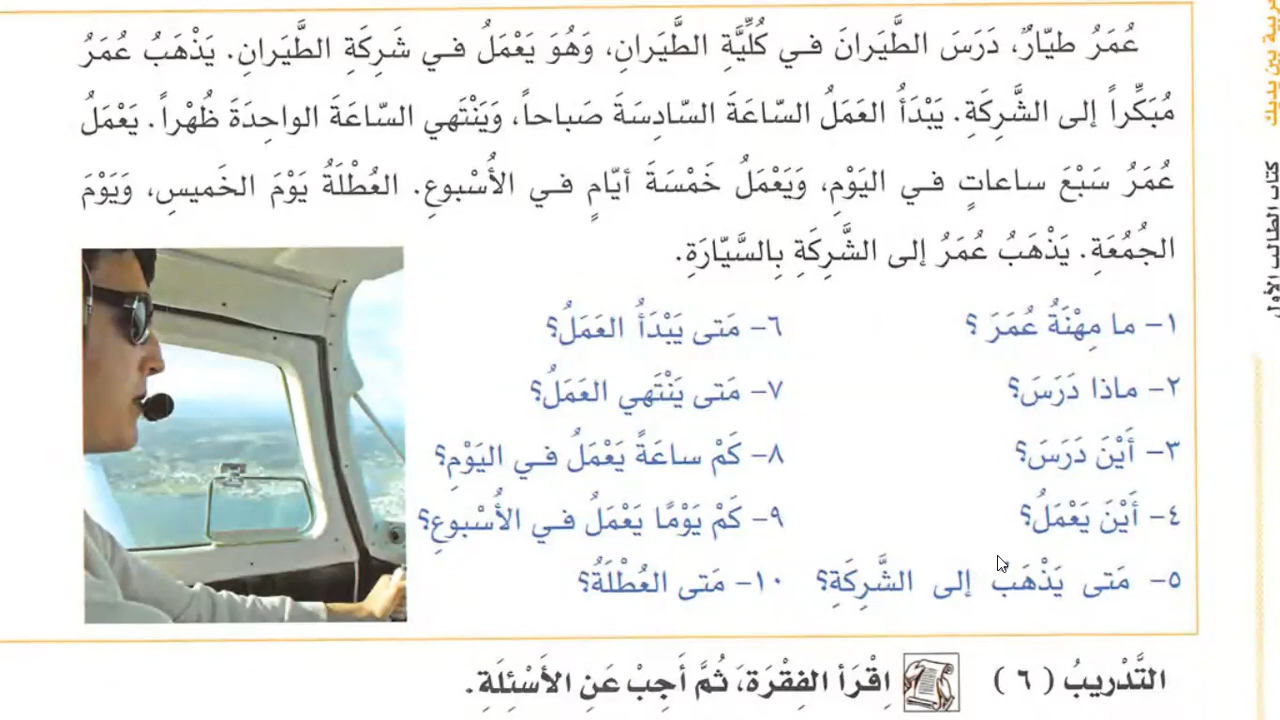 عُمَرُ طيّارٌ، دَرَسَ الطَّيَرانَ في كُلِّيَّةِ الطَّيَرانِ، وَهُوَ يَعْمَلُ في شَرِكَةِ الطَّيَرانِ. يَذْهَبُ عُمَرُ
مُبَكِّراً إلى الشَّرِكَةِ. يَبْدَأُ العَمَلُ السّاعَةَ السّادِسَةَ صَباحاً، وَيَنْتَهي السّاعَةَ الواحِدَةَ ظُهْراً. يَعْمَلُ
عُمَرُ سَبْعَ ساعاتٍ في اليَوْمِ، وَيَعْمَلُ خَمْسَةَ أيّامٍ في الأُسْبوعِ. العُطْلَةُ يَوْمَ الخَميسِ، وَيَوْمَ
الجُمُعَةِ. يَذْهَبُ عُمَرُ إلى الشَّرِكَةِ بِالسَّيّارَةِ.
١- ما مِهْنَةُ عُمَرَ ؟
٢- ماذا دَرَسَ؟
٣- أَيْنَ دَرَسَ؟
٤- أَيْنَ يَعْمَلُ؟
٥- مَتى يَذْهَبُ إلى الشَّرِكَةِ؟
٦- مَتى يَبْدَأُ العَمَلُ؟
٧- مَتى يَنْتَهي العَمَلُ؟
٨- كَمْ ساعَةً يَعْمَلُ في اليَوْمِ؟
٩- كَمْ يَوْمًا يَعْمَلُ في الأُسْبوعِ؟
١٠- مَتى العُطْلَةُ؟
التَّدْريبُ ( ٦ ) اِقْرَأ الفِقْرَةَ، ثُمَّ أَجِبْ عَنِ الأَسْئِلَةِ.
بين يديك
كتاب الطالب الأول